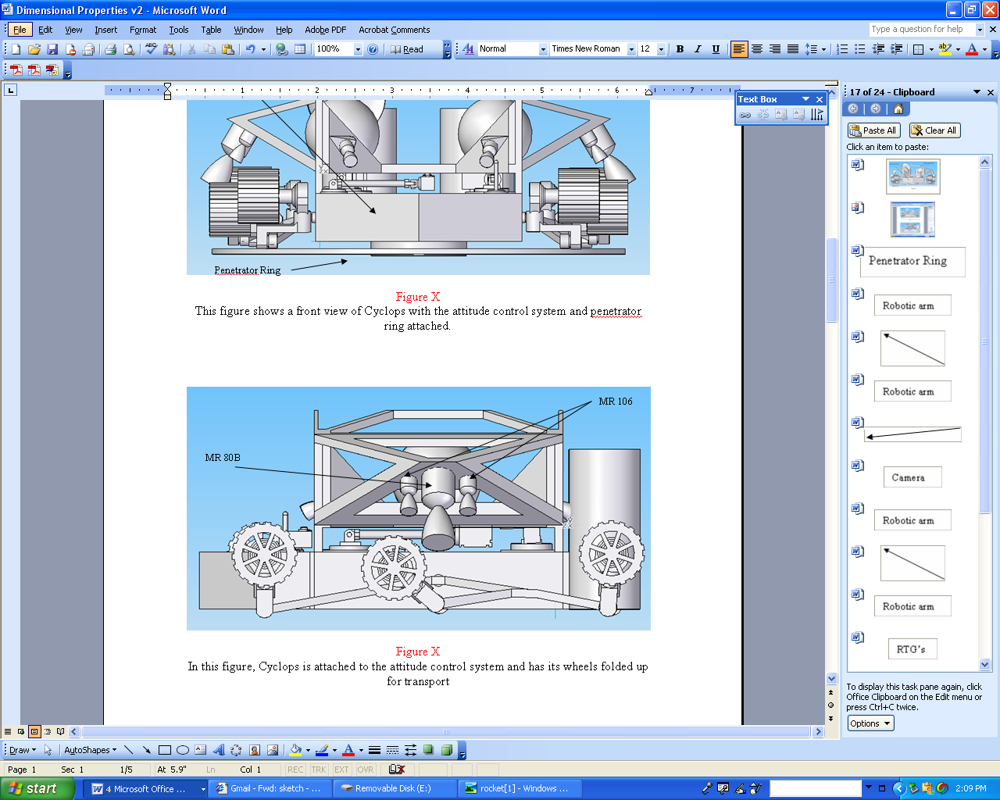 Dimensional Properties v2 - Microsoft Word
File Edit View Insert Format Tools Table Window Help Adobe PDF Acrobat Comments
Type a question for help
100% Read Normal Times New Roman 12 B I U
L 1 2 3 4 5 6 7
Text Box
17 of 24 - Clipboard
Paste All Clear All
Click an item to paste:
Penetrator Ring
Robotic arm
Robotic arm
Camera
Robotic arm
Robotic arm
RTG's
To display this task pane again, click
Office Clipboard on the Edit menu or
press Ctrl+C twice.
Options
Penetrator Ring
Figure X
This figure shows a front view of Cyclops with the attitude control system and penetrator
ring attached.
MR 106
MR 80B
Figure X
In this figure, Cyclops is attached to the attitude control system and has its wheels folded up
for transport
Draw AutoShapes
Page 1 Sec 1 1/5 At 5.9" Ln Col 1 REC TRK EXT OVR
start 4 Microsoft Office ... Gmail - Fwd: sketch - ... Removable Disk (E:) rocket[1] - Windows ... 2:09 PM